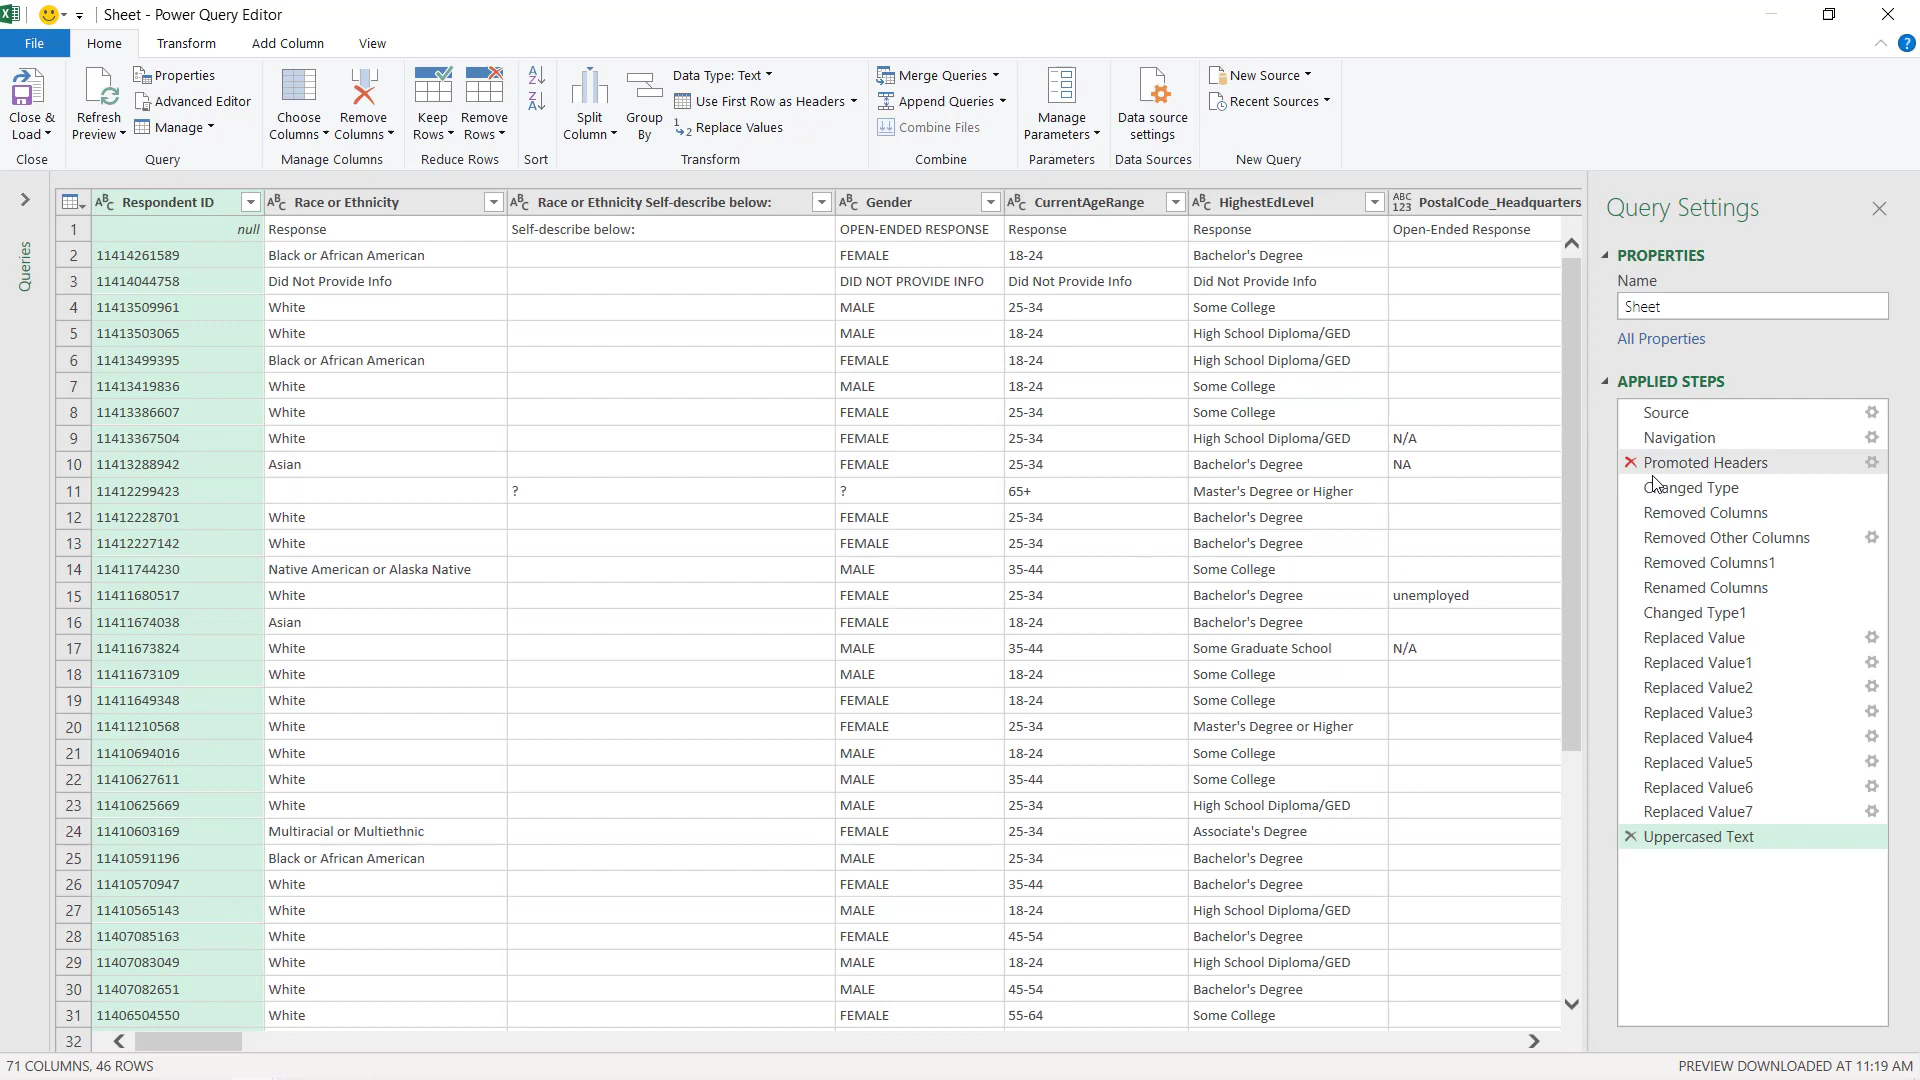 Sheet - Power Query Editor
File Home Transform Add Column View
Close & Load
Close
Refresh Preview
Properties
Advanced Editor
Manage
Query
Choose Columns
Remove Columns
Manage Columns
Keep Rows
Remove Rows
Reduce Rows
Sort
Split Column
Group By
Data Type: Text
Use First Row as Headers
Replace Values
Transform
Merge Queries
Append Queries
Combine Files
Combine
Manage Parameters
Parameters
Data source settings
Data Sources
New Source
Recent Sources
New Query
Queries
Respondent ID Race or Ethnicity Race or Ethnicity Self-describe below: Gender CurrentAgeRange HighestEdLevel PostalCode_Headquarters
1 null Response Self-describe below: OPEN-ENDED RESPONSE Response Response Open-Ended Response
2 11414261589 Black or African American FEMALE 18-24 Bachelor's Degree
3 11414044758 Did Not Provide Info DID NOT PROVIDE INFO Did Not Provide Info Did Not Provide Info
4 11413509961 White MALE 25-34 Some College
5 11413503065 White MALE 18-24 High School Diploma/GED
6 11413499395 Black or African American FEMALE 18-24 High School Diploma/GED
7 11413419836 White MALE 18-24 Some College
8 11413386607 White FEMALE 25-34 Some College
9 11413367504 White FEMALE 25-34 High School Diploma/GED N/A
10 11413288942 Asian FEMALE 25-34 Bachelor's Degree NA
11 11412299423 ? ? 65+ Master's Degree or Higher
12 11412228701 White FEMALE 25-34 Bachelor's Degree
13 11412227142 White FEMALE 25-34 Bachelor's Degree
14 11411744230 Native American or Alaska Native MALE 35-44 Some College
15 11411680517 White FEMALE 25-34 Bachelor's Degree unemployed
16 11411674038 Asian FEMALE 18-24 Bachelor's Degree
17 11411673824 White MALE 35-44 Some Graduate School N/A
18 11411673109 White MALE 18-24 Some College
19 11411649348 White FEMALE 18-24 Some College
20 11411210568 White FEMALE 25-34 Master's Degree or Higher
21 11410694016 White MALE 18-24 Some College
22 11410627611 White MALE 35-44 Some College
23 11410625669 White MALE 25-34 High School Diploma/GED
24 11410603169 Multiracial or Multiethnic FEMALE 25-34 Associate's Degree
25 11410591196 Black or African American MALE 25-34 Bachelor's Degree
26 11410570947 White FEMALE 35-44 Bachelor's Degree
27 11410565143 White MALE 18-24 High School Diploma/GED
28 11407085163 White FEMALE 45-54 Bachelor's Degree
29 11407083049 White MALE 18-24 High School Diploma/GED
30 11407082651 White MALE 45-54 Bachelor's Degree
31 11406504550 White FEMALE 55-64 Some College
32
Query Settings
PROPERTIES
Name
Sheet
All Properties
APPLIED STEPS
Source
Navigation
Promoted Headers
Changed Type
Removed Columns
Removed Other Columns
Removed Columns1
Renamed Columns
Changed Type1
Replaced Value
Replaced Value1
Replaced Value2
Replaced Value3
Replaced Value4
Replaced Value5
Replaced Value6
Replaced Value7
Uppercased Text
71 COLUMNS, 46 ROWS
PREVIEW DOWNLOADED AT 11:19 AM